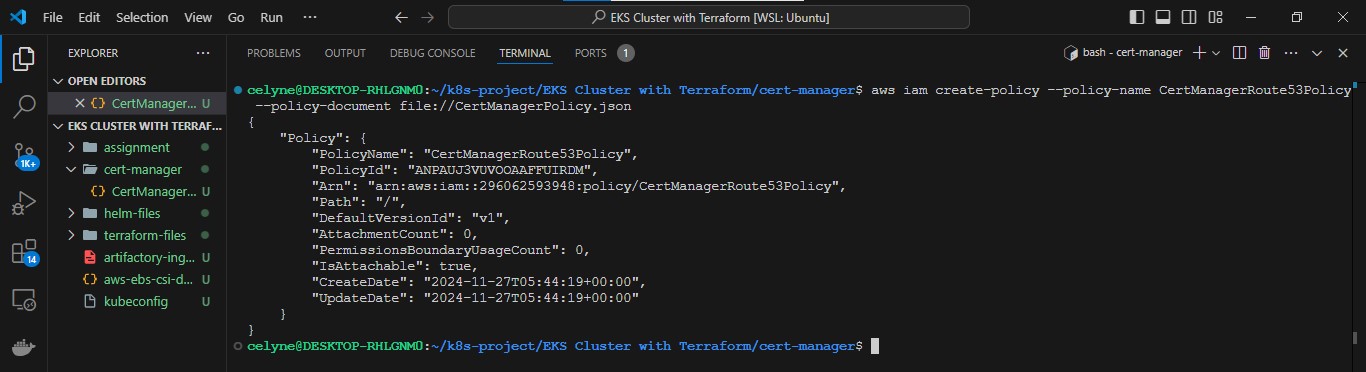 File Edit Selection View Go Run ···
EKS Cluster with Terraform [WSL: Ubuntu]
EXPLORER ···
OPEN EDITORS
CertManager... U
EKS CLUSTER WITH TERRAF...
assignment
cert-manager
CertManager... U
helm-files
terraform-files
artifactory-ing... U
aws-ebs-csi-d... U
kubeconfig U
1K+
14
PROBLEMS OUTPUT DEBUG CONSOLE TERMINAL PORTS 1
bash - cert-manager
celyne@DESKTOP-RHLGNM0:~/k8s-project/EKS Cluster with Terraform/cert-manager$ aws iam create-policy --policy-name CertManagerRoute53Policy
--policy-document file://CertManagerPolicy.json
{
"Policy": {
"PolicyName": "CertManagerRoute53Policy",
"PolicyId": "ANPAUJ3VUVOOAAFFUIRDM",
"Arn": "arn:aws:iam::296062593948:policy/CertManagerRoute53Policy",
"Path": "/",
"DefaultVersionId": "v1",
"AttachmentCount": 0,
"PermissionsBoundaryUsageCount": 0,
"IsAttachable": true,
"CreateDate": "2024-11-27T05:44:19+00:00",
"UpdateDate": "2024-11-27T05:44:19+00:00"
}
}
celyne@DESKTOP-RHLGNM0:~/k8s-project/EKS Cluster with Terraform/cert-manager$